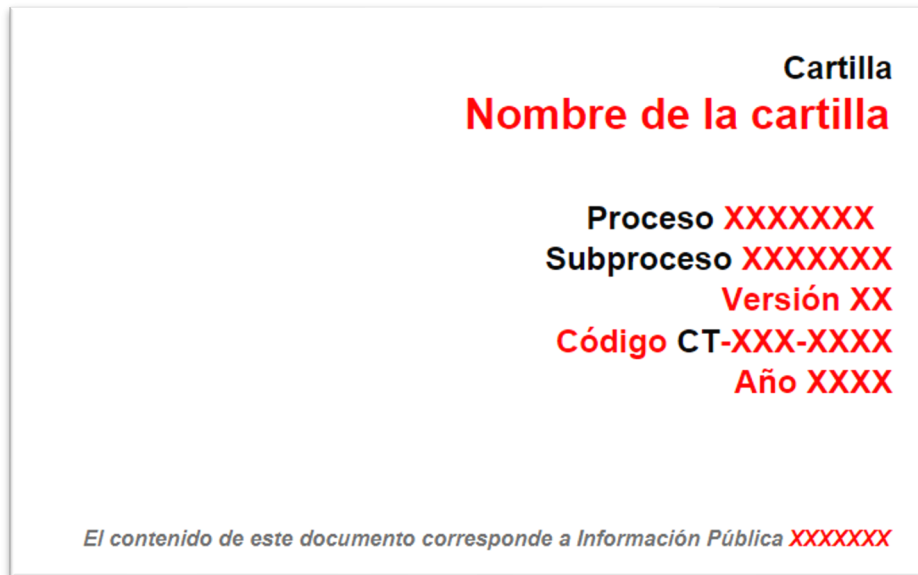 Cartilla
Nombre de la cartilla
Proceso XXXXXXX
Subproceso XXXXXXX
Versión XX
Código CT-XXX-XXXX
Año XXXX
El contenido de este documento corresponde a Información Pública XXXXXXX